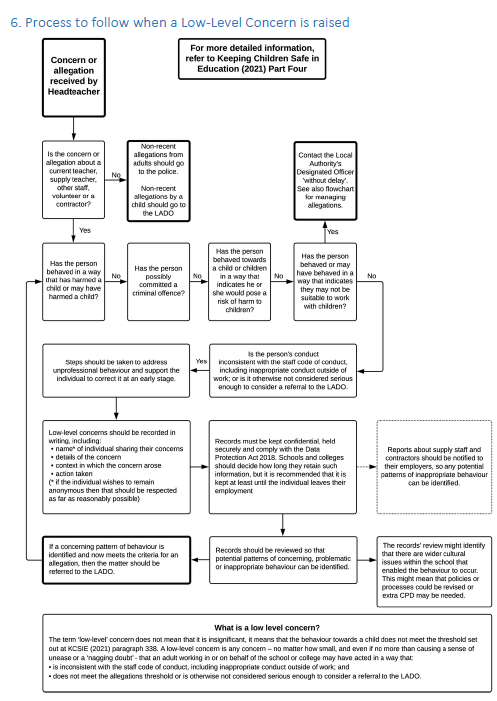 6. Process to follow when a Low-Level Concern is raised
Concern or
allegation
received by
Headteacher
For more detailed information,
refer to Keeping Children Safe in
Education (2021) Part Four
Is the concern or
allegation about a
current teacher,
supply teacher,
other staff,
volunteer or a
contractor?
No
Non-recent
allegations from
adults should go
to the police.
Non-recent
allegations by a
child should go to
the LADO
Contact the Local
Authority's
Designated Officer
'without delay'.
See also flowchart
for managing
allegations.
Yes
Yes
Has the person
behaved in a way
that has harmed a
child or may have
harmed a child?
No
Has the person
possibly
committed a
criminal offence?
No
Has the person
behaved towards
a child or children
in a way that
indicates he or
she would pose a
risk of harm to
children?
No
Has the person
behaved or may
have behaved in a
way that indicates
they may not be
suitable to work
with children?
No
Steps should be taken to address
unprofessional behaviour and support the
individual to correct it at an early stage.
Yes
Is the person's conduct
inconsistent with the staff code of conduct,
including inappropriate conduct outside of
work; or is it otherwise not considered serious
enough to consider a referral to the LADO.
Low-level concerns should be recorded in
writing, including:
• name* of individual sharing their concerns
• details of the concern
• context in which the concern arose
• action taken
(* if the individual wishes to remain
anonymous then that should be respected
as far as reasonably possible)
Records must be kept confidential, held
securely and comply with the Data
Protection Act 2018. Schools and colleges
should decide how long they retain such
information, but it is recommended that it is
kept at least until the individual leaves their
employment
Reports about supply staff and
contractors should be notified to
their employers, so any potential
patterns of inappropriate behaviour
can be identified.
If a concerning pattern of behaviour is
identified and now meets the criteria for an
allegation, then the matter should be
referred to the LADO.
Records should be reviewed so that
potential patterns of concerning, problematic
or inappropriate behaviour can be identified.
The records' review might identify
that there are wider cultural
issues within the school that
enabled the behaviour to occur.
This might mean that policies or
processes could be revised or
extra CPD may be needed.
What is a low level concern?
The term 'low-level' concern does not mean that it is insignificant, it means that the behaviour towards a child does not meet the threshold set
out at KCSIE (2021) paragraph 338. A low-level concern is any concern – no matter how small, and even if no more than causing a sense of
unease or a 'nagging doubt' - that an adult working in or on behalf of the school or college may have acted in a way that:
• is inconsistent with the staff code of conduct, including inappropriate conduct outside of work; and
• does not meet the allegations threshold or is otherwise not considered serious enough to consider a referral to the LADO.